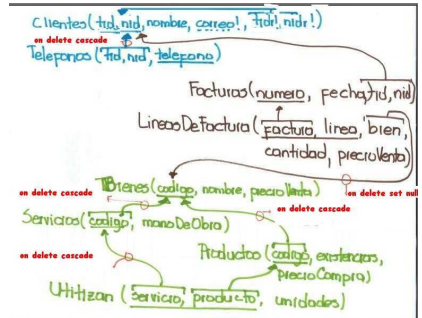 Clientes(tid,nid,nombre,correo!,tidr!,nidr!)
on delete cascade
Telefonos(tid,nid,telefono)
Facturas(numero, fecha,tid,nid)
LineasDeFactura(factura, linea, bien,
cantidad, precioVenta)
Bienes(codigo, nombre, precioVenta)
on delete cascade
on delete set null
Servicios(codigo, manoDeObra)
on delete cascade
Productos(codigo, existencias,
precioCompra)
on delete cascade
Utilizan(servicio, producto, unidades)